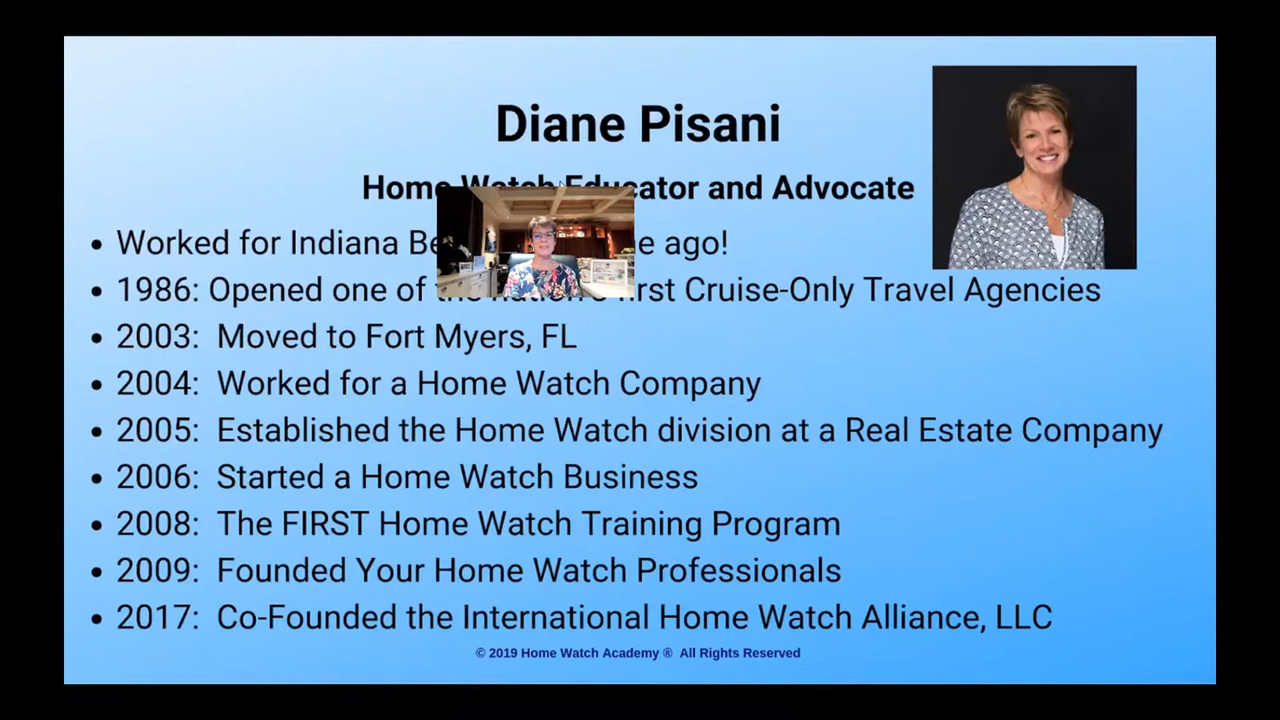 Diane Pisani
Home Watch Educator and Advocate
• Worked for Indiana e ago!
• 1986: Opened one of Cruise-Only Travel Agencies
• 2003: Moved to Fort Myers, FL
• 2004: Worked for a Home Watch Company
• 2005: Established the Home Watch division at a Real Estate Company
• 2006: Started a Home Watch Business
• 2008: The FIRST Home Watch Training Program
• 2009: Founded Your Home Watch Professionals
• 2017: Co-Founded the International Home Watch Alliance, LLC
© 2019 Home Watch Academy ® All Rights Reserved